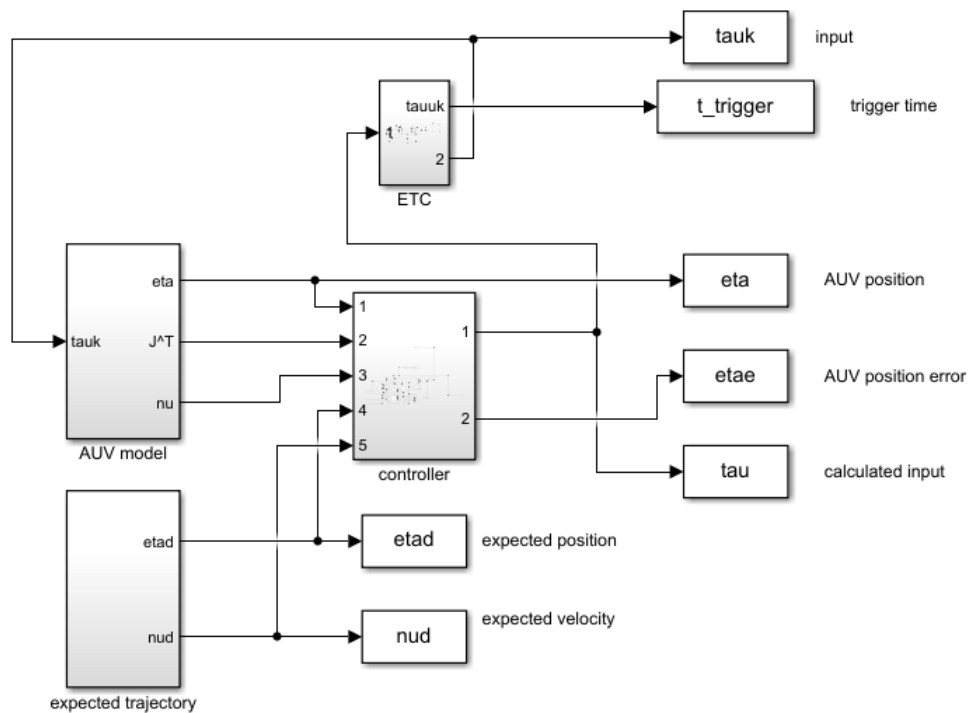 tauk
input
t_trigger
trigger time
tauuk
2
ETC
eta
J^T
nu
tauk
AUV model
1
2
3
4
5
1
2
controller
eta
AUV position
etae
AUV position error
tau
calculated input
etad
nud
expected trajectory
etad
expected position
nud
expected velocity